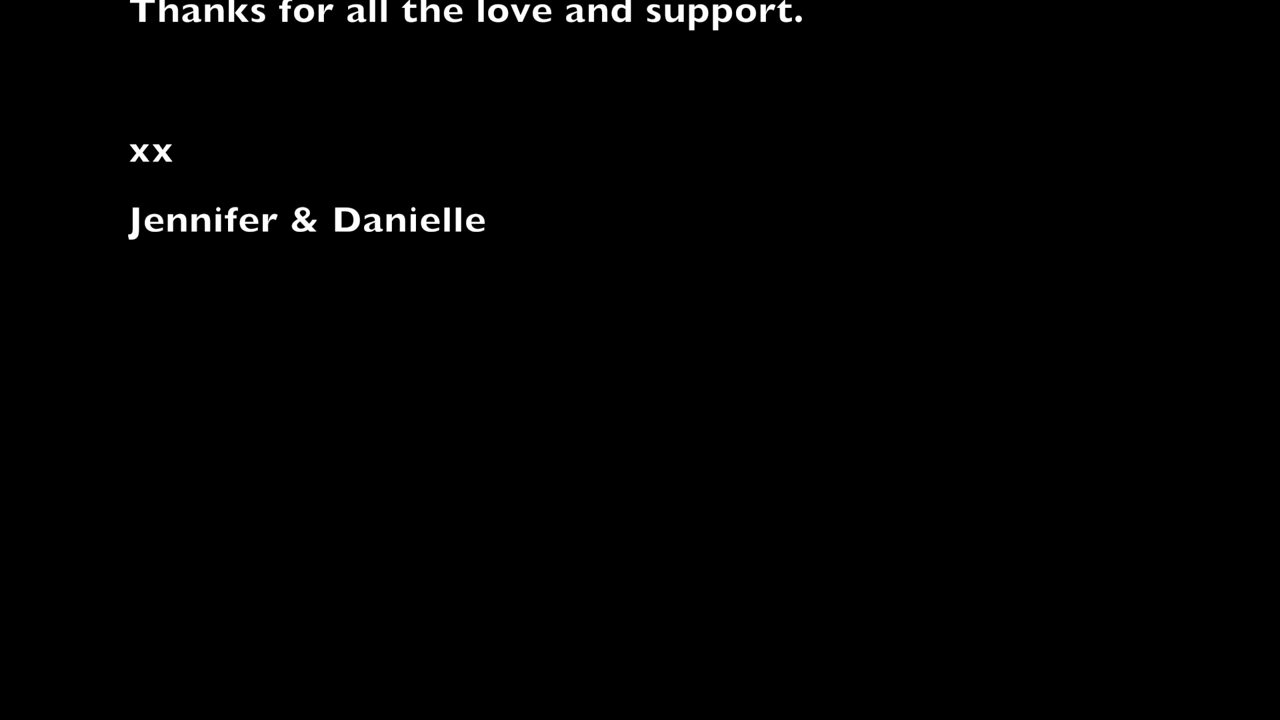 Thanks for all the love and support.
xx
Jennifer & Danielle